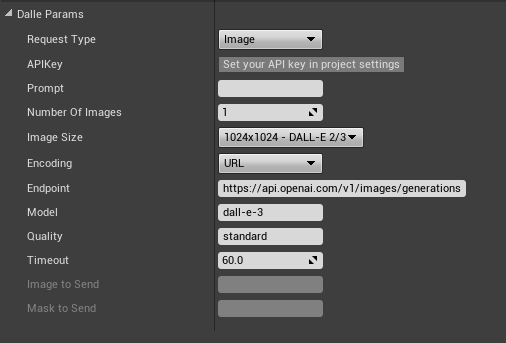 Dalle Params
Request Type Image
APIKey Set your API key in project settings
Prompt
Number Of Images 1
Image Size 1024x1024 - DALL-E 2/3
Encoding URL
Endpoint https://api.openai.com/v1/images/generations
Model dall-e-3
Quality standard
Timeout 60.0
Image to Send
Mask to Send